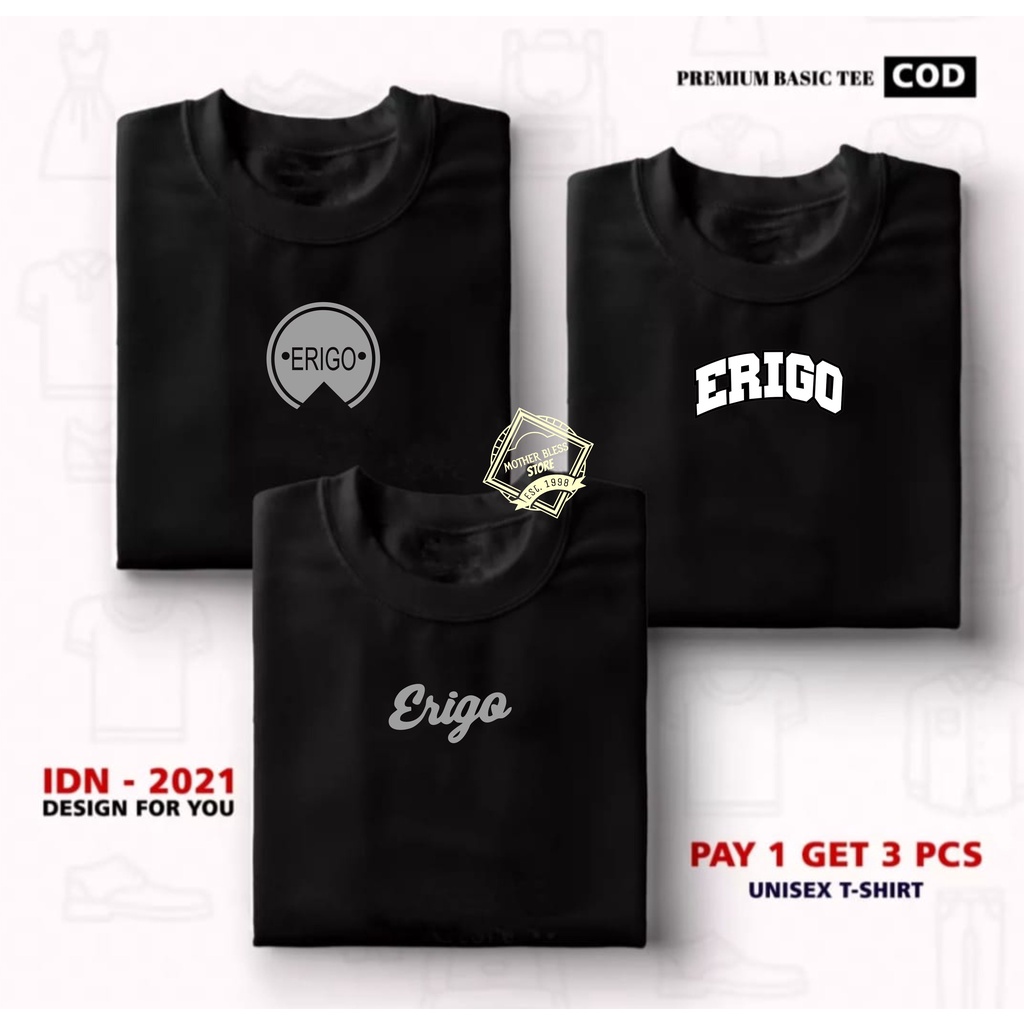 PREMIUM BASIC TEE COD
•ERIGO•
ERIGO
MOTHER BLESS
STORE
EST. 1998
Erigo
IDN - 2021
DESIGN FOR YOU
PAY 1 GET 3 PCS
UNISEX T-SHIRT